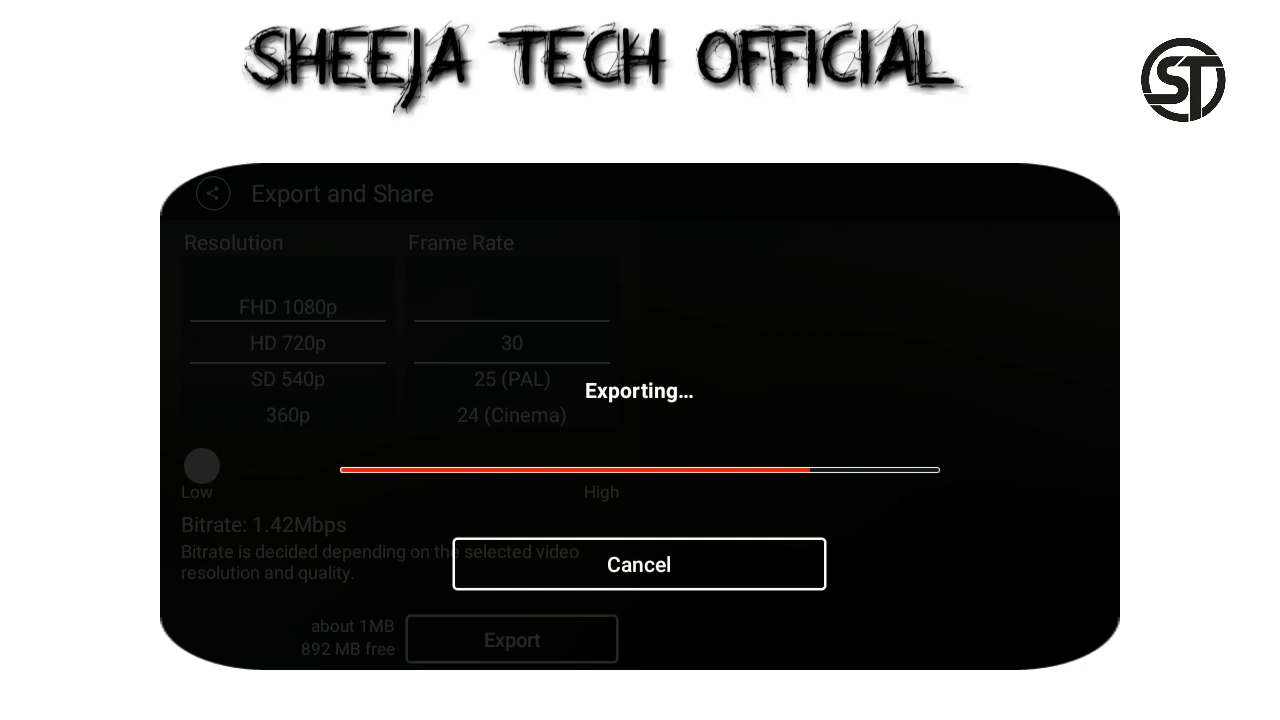 SHEEJA TECH OFFICIAL
ST
Export and Share
Resolution
Frame Rate
FHD 1080p
HD 720p
30
SD 540p
25 (PAL)
Exporting...
360p
24 (Cinema)
Low
High
Bitrate: 1.42Mbps
Bitrate is decided depending on the selected video
resolution and quality.
Cancel
about 1MB
892 MB free
Export